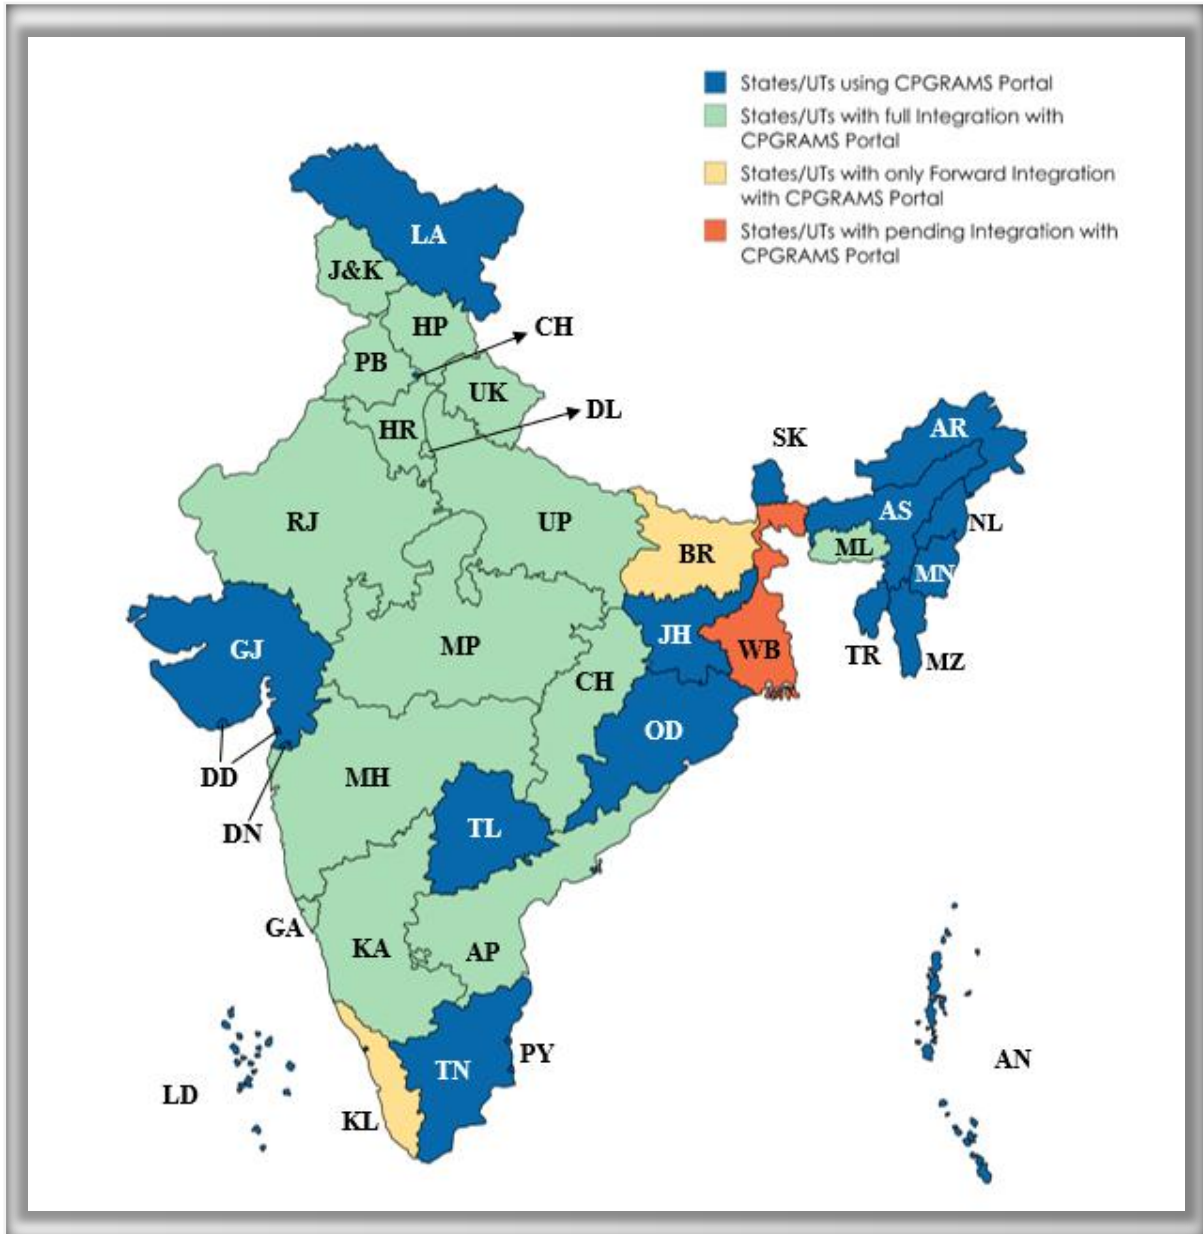 States/UTs using CPGRAMS Portal
States/UTs with full Integration with
CPGRAMS Portal
States/UTs with only Forward Integration
with CPGRAMS Portal
States/UTs with pending Integration with
CPGRAMS Portal
LA
J&K
HP
CH
PB
UK
DL
HR
SK
AR
RJ
UP
AS
NL
BR
ML
MN
GJ
MP
JH
WB
TR
MZ
CH
OD
DD
MH
DN
TL
GA
KA
AP
PY
AN
TN
LD
KL